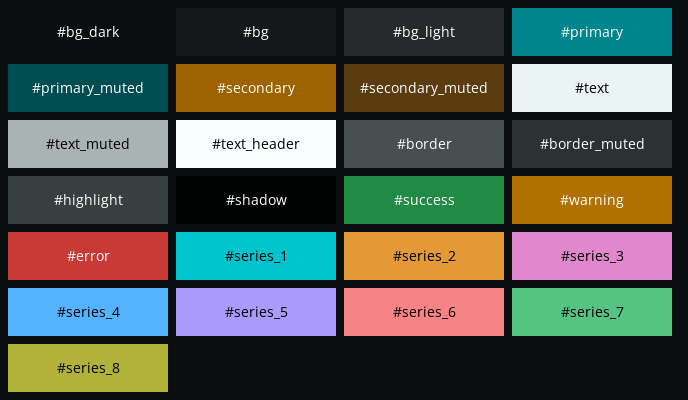 #bg_dark
#bg
#bg_light
#primary
#primary_muted
#secondary
#secondary_muted
#text
#text_muted
#text_header
#border
#border_muted
#highlight
#shadow
#success
#warning
#error
#series_1
#series_2
#series_3
#series_4
#series_5
#series_6
#series_7
#series_8